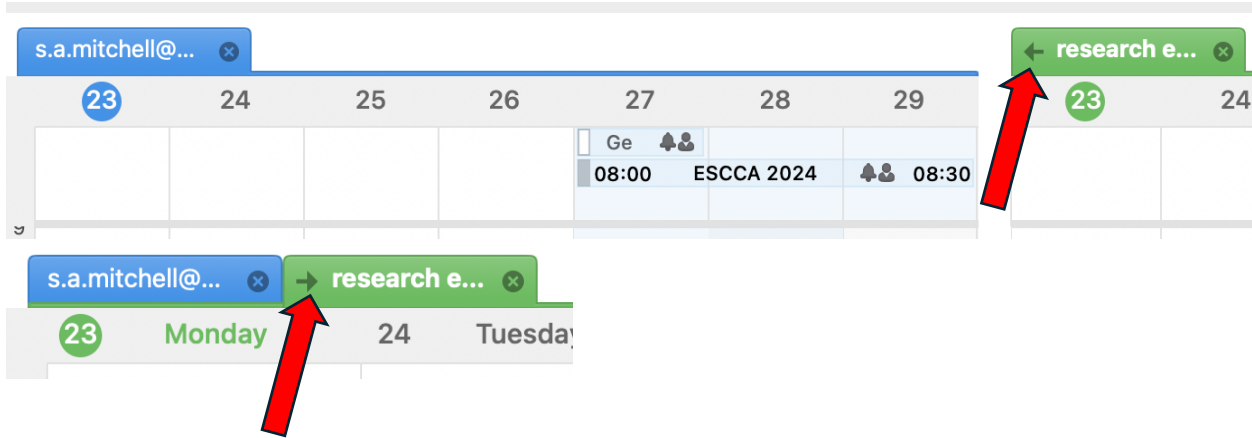 s.a.mitchell@... research e...
23 24 25 26 27 28 29 23 24
Ge
08:00 ESCCA 2024 08:30
s.a.mitchell@... research e...
23 Monday 24 Tuesday